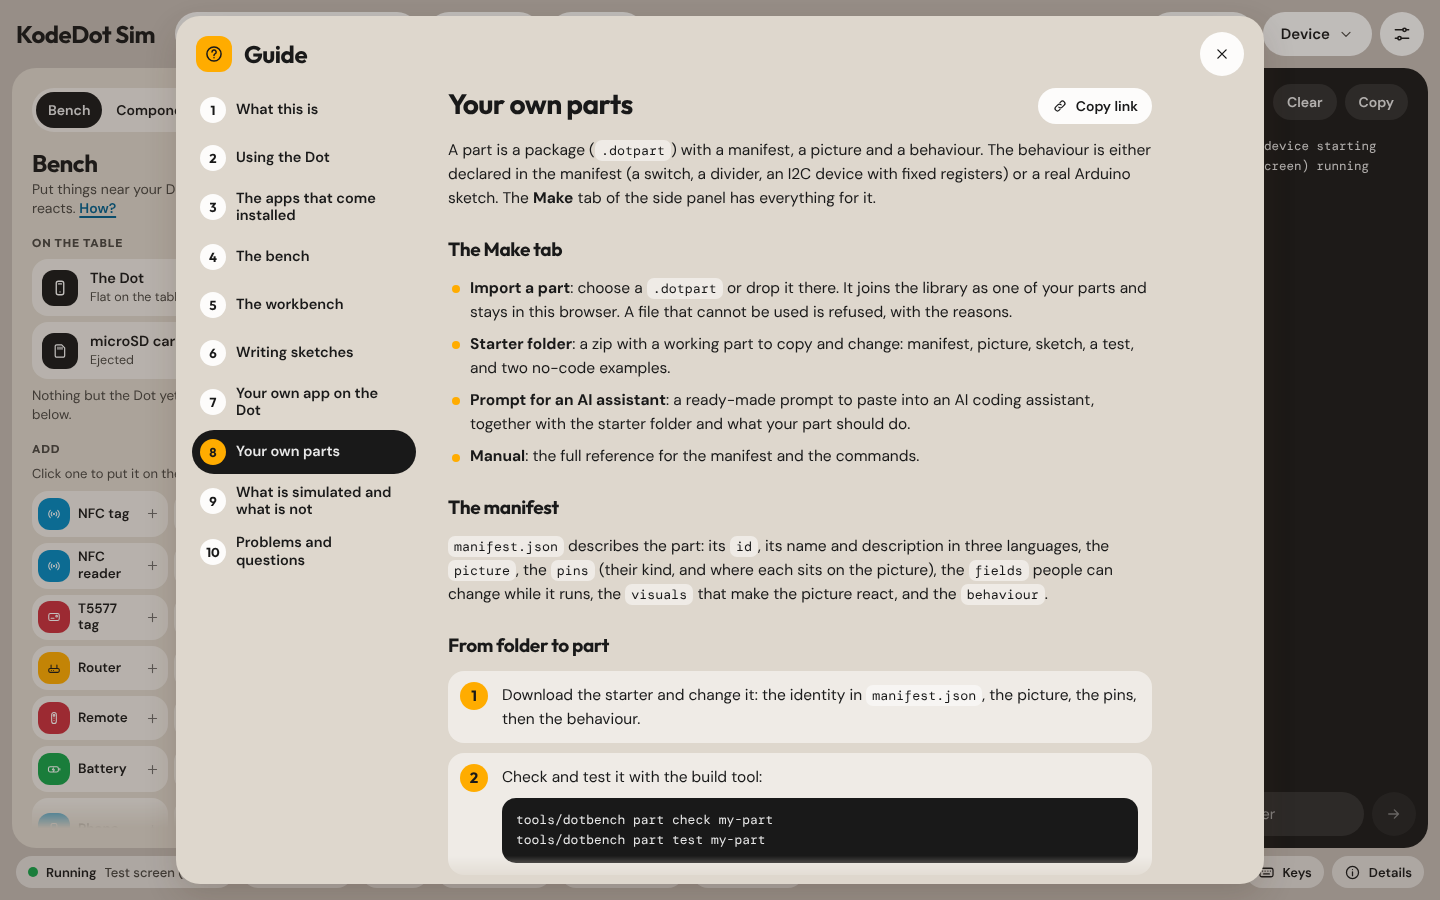 KodeDot Sim
Device
Bench
Compone
Bench
Put things near your D
reacts. How?
ON THE TABLE
The Dot
Flat on the tabl
microSD car
Ejected
Nothing but the Dot yet
below.
ADD
Click one to put it on the
NFC tag
NFC
reader
T5577
tag
Router
Remote
Battery
Running Test screen
Guide
1 What this is
2 Using the Dot
3 The apps that come
installed
4 The bench
5 The workbench
6 Writing sketches
7 Your own app on the
Dot
8 Your own parts
9 What is simulated and
what is not
10 Problems and
questions
Your own parts
Copy link
A part is a package (.dotpart) with a manifest, a picture and a behaviour. The behaviour is either
declared in the manifest (a switch, a divider, an I2C device with fixed registers) or a real Arduino
sketch. The Make tab of the side panel has everything for it.
The Make tab
Import a part: choose a .dotpart or drop it there. It joins the library as one of your parts and
stays in this browser. A file that cannot be used is refused, with the reasons.
Starter folder: a zip with a working part to copy and change: manifest, picture, sketch, a test,
and two no-code examples.
Prompt for an AI assistant: a ready-made prompt to paste into an AI coding assistant,
together with the starter folder and what your part should do.
Manual: the full reference for the manifest and the commands.
The manifest
manifest.json describes the part: its id, its name and description in three languages, the
picture, the pins (their kind, and where each sits on the picture), the fields people can
change while it runs, the visuals that make the picture react, and the behaviour.
From folder to part
1 Download the starter and change it: the identity in manifest.json, the picture, the pins,
then the behaviour.
2 Check and test it with the build tool:
tools/dotbench part check my-part
tools/dotbench part test my-part
Clear
Copy
device starting
creen) running
er
Keys
Details